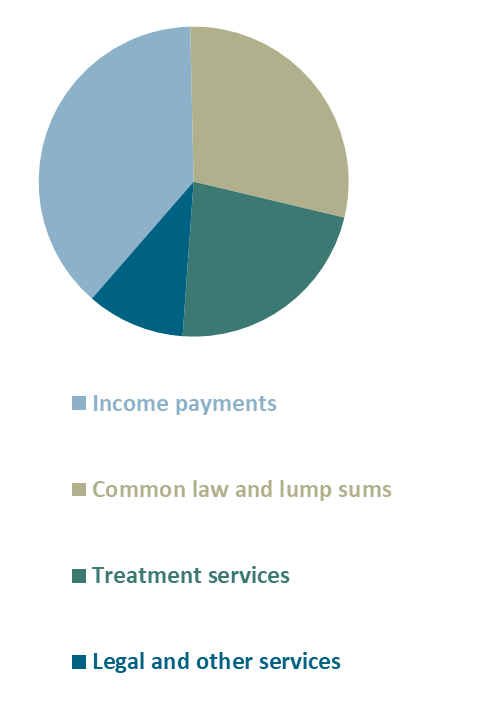 Income payments
Common law and lump sums
Treatment services
Legal and other services